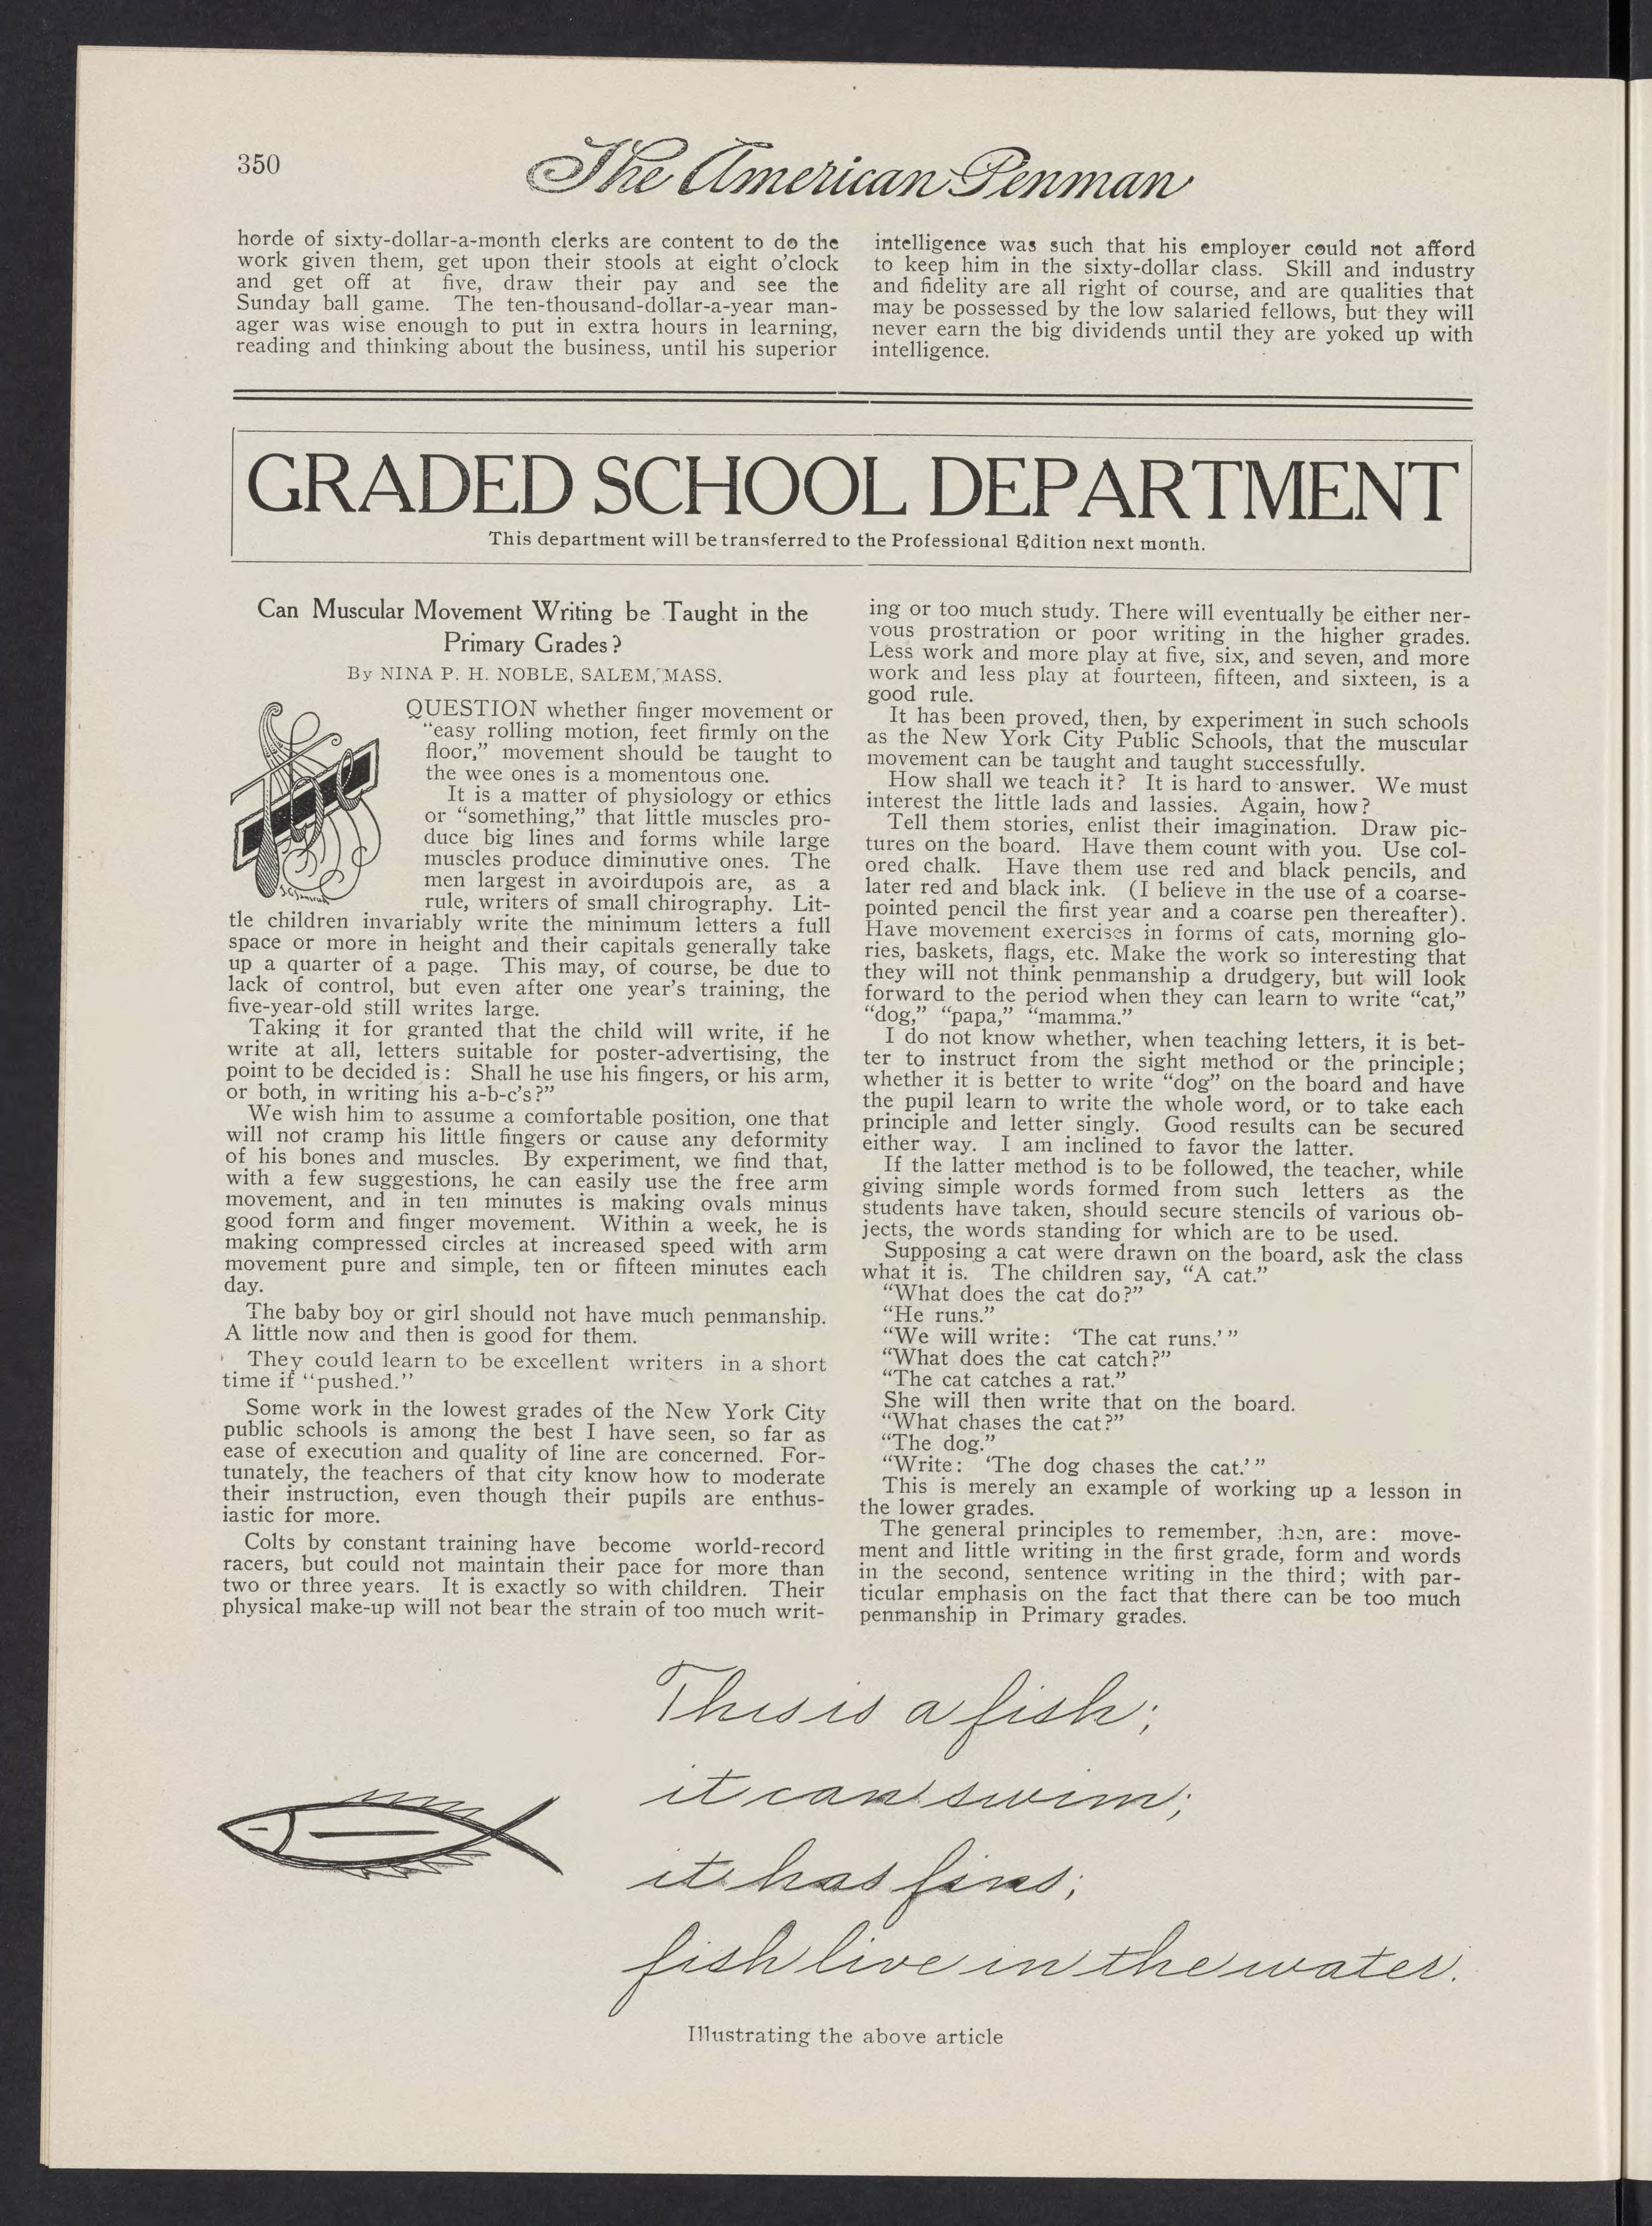 350
The American Penman
horde of sixty-dollar-a-month clerks are content to do the
work given them, get upon their stools at eight o'clock
and get off at five, draw their pay and see the
Sunday ball game. The ten-thousand-dollar-a-year man-
ager was wise enough to put in extra hours in learning,
reading and thinking about the business, until his superior
intelligence was such that his employer could not afford
to keep him in the sixty-dollar class. Skill and industry
and fidelity are all right of course, and are qualities that
may be possessed by the low salaried fellows, but they will
never earn the big dividends until they are yoked up with
intelligence.
GRADED SCHOOL DEPARTMENT
This department will be transferred to the Professional Edition next month.
Can Muscular Movement Writing be Taught in the
Primary Grades?
By NINA P. H. NOBLE, SALEM, MASS.
The
QUESTION whether finger movement or
"easy rolling motion, feet firmly on the
floor," movement should be taught to
the wee ones is a momentous one.
It is a matter of physiology or ethics
or "something," that little muscles pro-
duce big lines and forms while large
muscles produce diminutive ones. The
men largest in avoirdupois are, as a
rule, writers of small chirography. Lit-
tle children invariably write the minimum letters a full
space or more in height and their capitals generally take
up a quarter of a page. This may, of course, be due to
lack of control, but even after one year's training, the
five-year-old still writes large.
Taking it for granted that the child will write, if he
write at all, letters suitable for poster-advertising, the
point to be decided is: Shall he use his fingers, or his arm,
or both, in writing his a-b-c's?"
We wish him to assume a comfortable position, one that
will not cramp his little fingers or cause any deformity
of his bones and muscles. By experiment, we find that,
with a few suggestions, he can easily use the free arm
movement, and in ten minutes is making ovals minus
good form and finger movement. Within a week, he is
making compressed circles at increased speed with arm
movement pure and simple, ten or fifteen minutes each
day.
The baby boy or girl should not have much penmanship.
A little now and then is good for them.
They could learn to be excellent writers in a short
time if "pushed."
Some work in the lowest grades of the New York City
public schools is among the best I have seen, so far as
ease of execution and quality of line are concerned. For-
tunately, the teachers of that city know how to moderate
their instruction, even though their pupils are enthus-
iastic for more.
Colts by constant training have become world-record
racers, but could not maintain their pace for more than
two or three years. It is exactly so with children. Their
physical make-up will not bear the strain of too much writ-
ing or too much study. There will eventually be either ner-
vous prostration or poor writing in the higher grades.
Less work and more play at five, six, and seven, and more
work and less play at fourteen, fifteen, and sixteen, is a
good rule.
It has been proved, then, by experiment in such schools
as the New York City Public Schools, that the muscular
movement can be taught and taught successfully.
How shall we teach it? It is hard to answer. We must
interest the little lads and lassies. Again, how?
Tell them stories, enlist their imagination. Draw pic-
tures on the board. Have them count with you. Use col-
ored chalk. Have them use red and black pencils, and
later red and black ink. (I believe in the use of a coarse-
pointed pencil the first year and a coarse pen thereafter).
Have movement exercises in forms of cats, morning glo-
ries, baskets, flags, etc. Make the work so interesting that
they will not think penmanship a drudgery, but will look
forward to the period when they can learn to write "cat,"
"dog," "papa," "mamma."
I do not know whether, when teaching letters, it is bet-
ter to instruct from the sight method or the principle;
whether it is better to write "dog" on the board and have
the pupil learn to write the whole word, or to take each
principle and letter singly. Good results can be secured
either way. I am inclined to favor the latter.
If the latter method is to be followed, the teacher, while
giving simple words formed from such letters as the
students have taken, should secure stencils of various ob-
jects, the words standing for which are to be used.
Supposing a cat were drawn on the board, ask the class
what it is. The children say, "A cat."
"What does the cat do?"
"He runs."
"We will write: 'The cat runs.' "
"What does the cat catch?"
"The cat catches a rat."
She will then write that on the board.
"What chases the cat?"
"The dog."
"Write: 'The dog chases the cat.' "
This is merely an example of working up a lesson in
the lower grades.
The general principles to remember, then, are: move-
ment and little writing in the first grade, form and words
in the second, sentence writing in the third; with par-
ticular emphasis on the fact that there can be too much
penmanship in Primary grades.
This is a fish;
it can swim;
it has fins;
fish live in the water.
Illustrating the above article